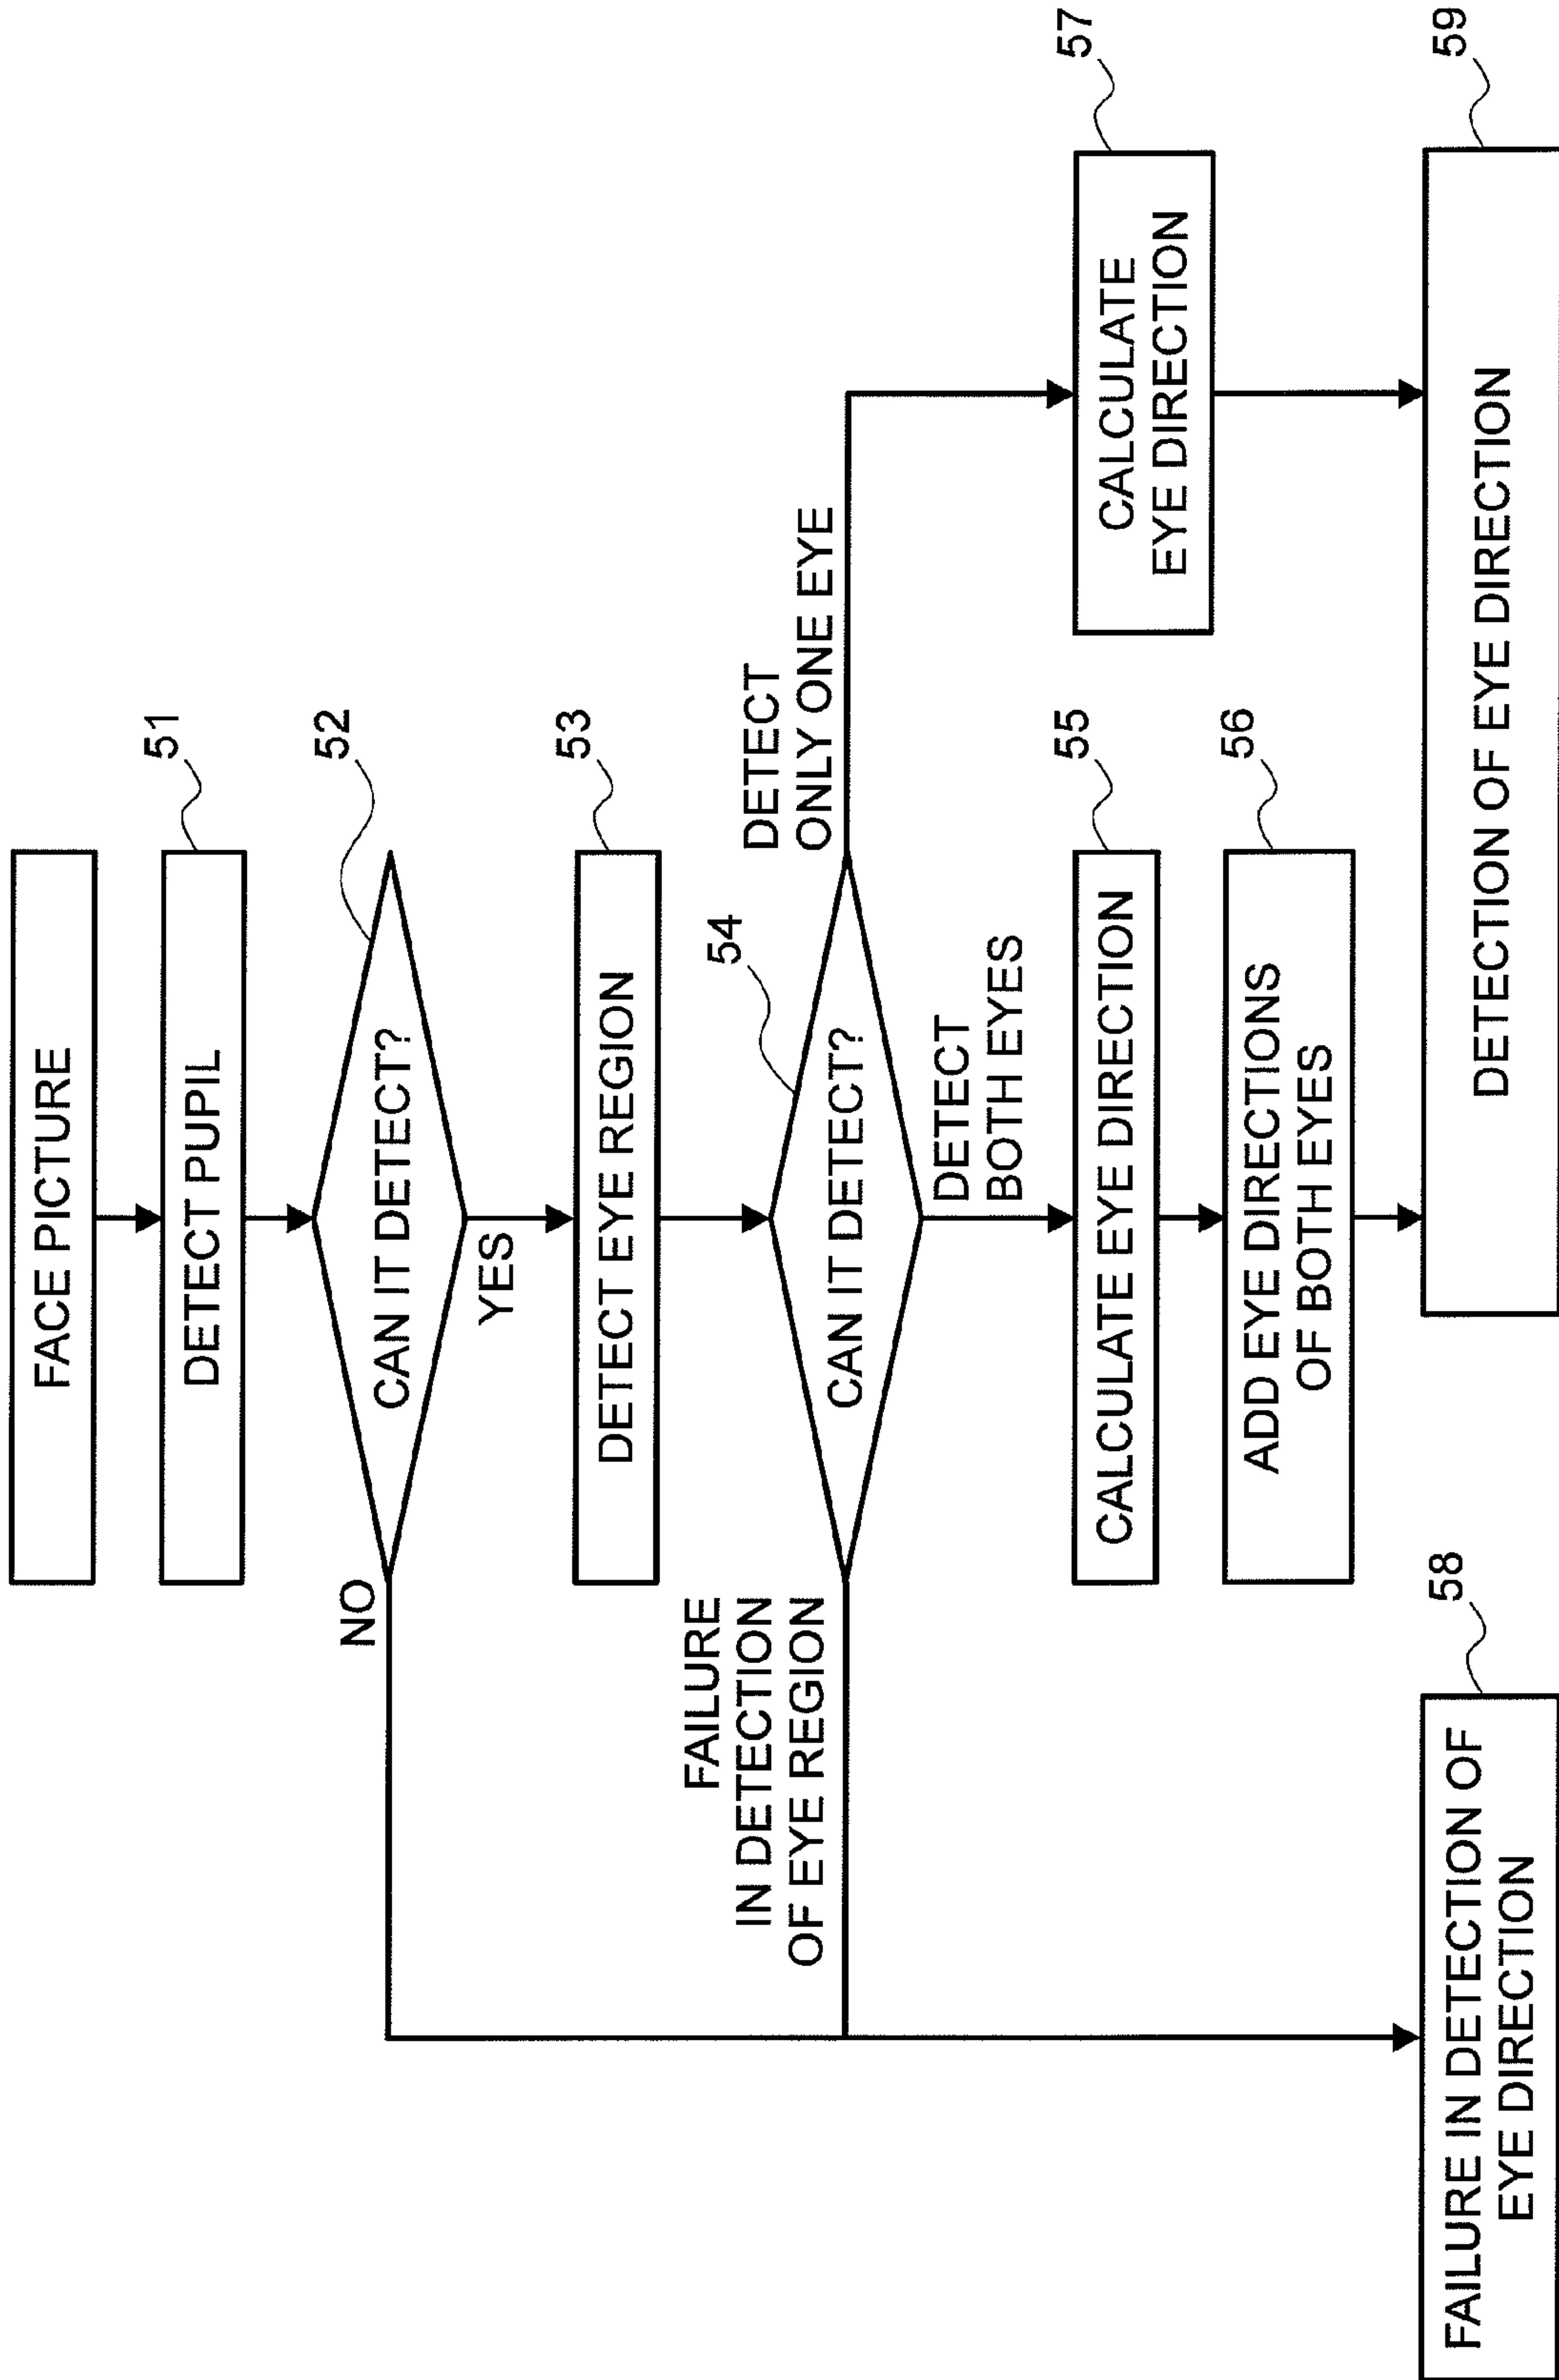 FACE PICTURE
51
DETECT PUPIL
52
CAN IT DETECT?
NO
YES
53
DETECT EYE REGION
54
CAN IT DETECT?
FAILURE
IN DETECTION
OF EYE REGION
DETECT
BOTH EYES
DETECT
ONLY ONE EYE
55
CALCULATE EYE DIRECTION
56
ADD EYE DIRECTIONS
OF BOTH EYES
57
CALCULATE
EYE DIRECTION
58
FAILURE IN DETECTION OF
EYE DIRECTION
59
DETECTION OF EYE DIRECTION